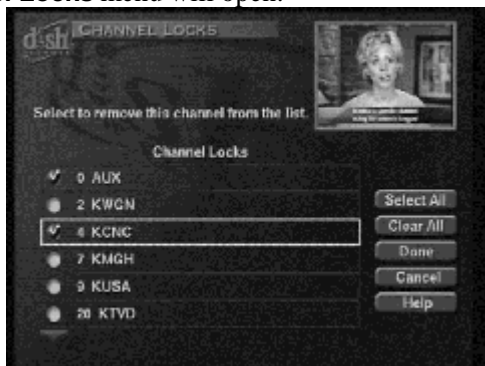 LOCKS menu will open.
dish
CHANNEL LOCKS
Select to remove this channel from the list.
Channel Locks
0 AUX
2 KWGN
4 KCNC
7 KMGH
9 KUSA
20 KTVD
Select All
Clear All
Done
Cancel
Help